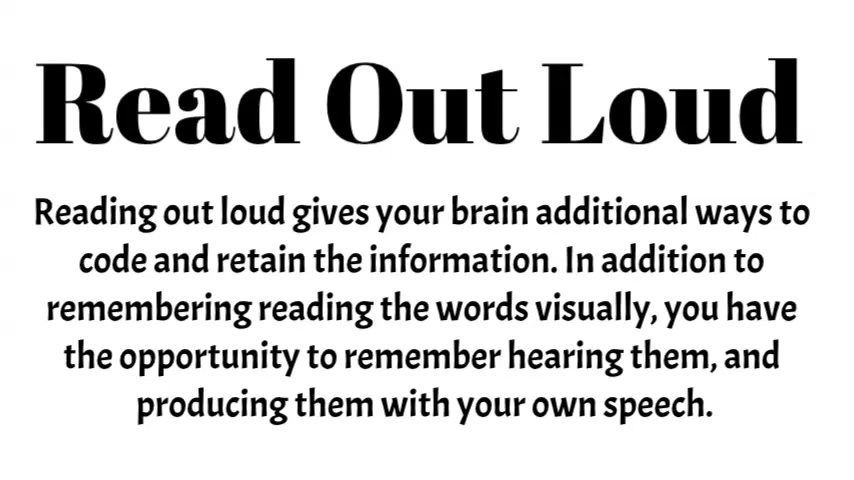 Read Out Loud
Reading out loud gives your brain additional ways to
code and retain the information. In addition to
remembering reading the words visually, you have
the opportunity to remember hearing them, and
producing them with your own speech.